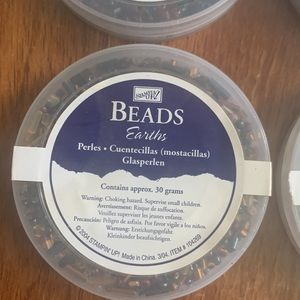 STAMPIN' UP!
BEADS
Earths
Perles • Cuentecillas (mostacillas)
Glasperlen
Contains approx. 30 grams
Warning: Choking hazard. Supervise small children.
Avertissement: Risque de suffocation.
Veuillez superviser les jeunes enfants.
Precaución: Peligro de asfixia. Por favor vigile a los niños.
Warnung: Erstickungsgefahr.
Kleinkinder beaufsichtigen.
©2004 STAMPIN' UP! Made in China. 3/04. ITEM # 104269